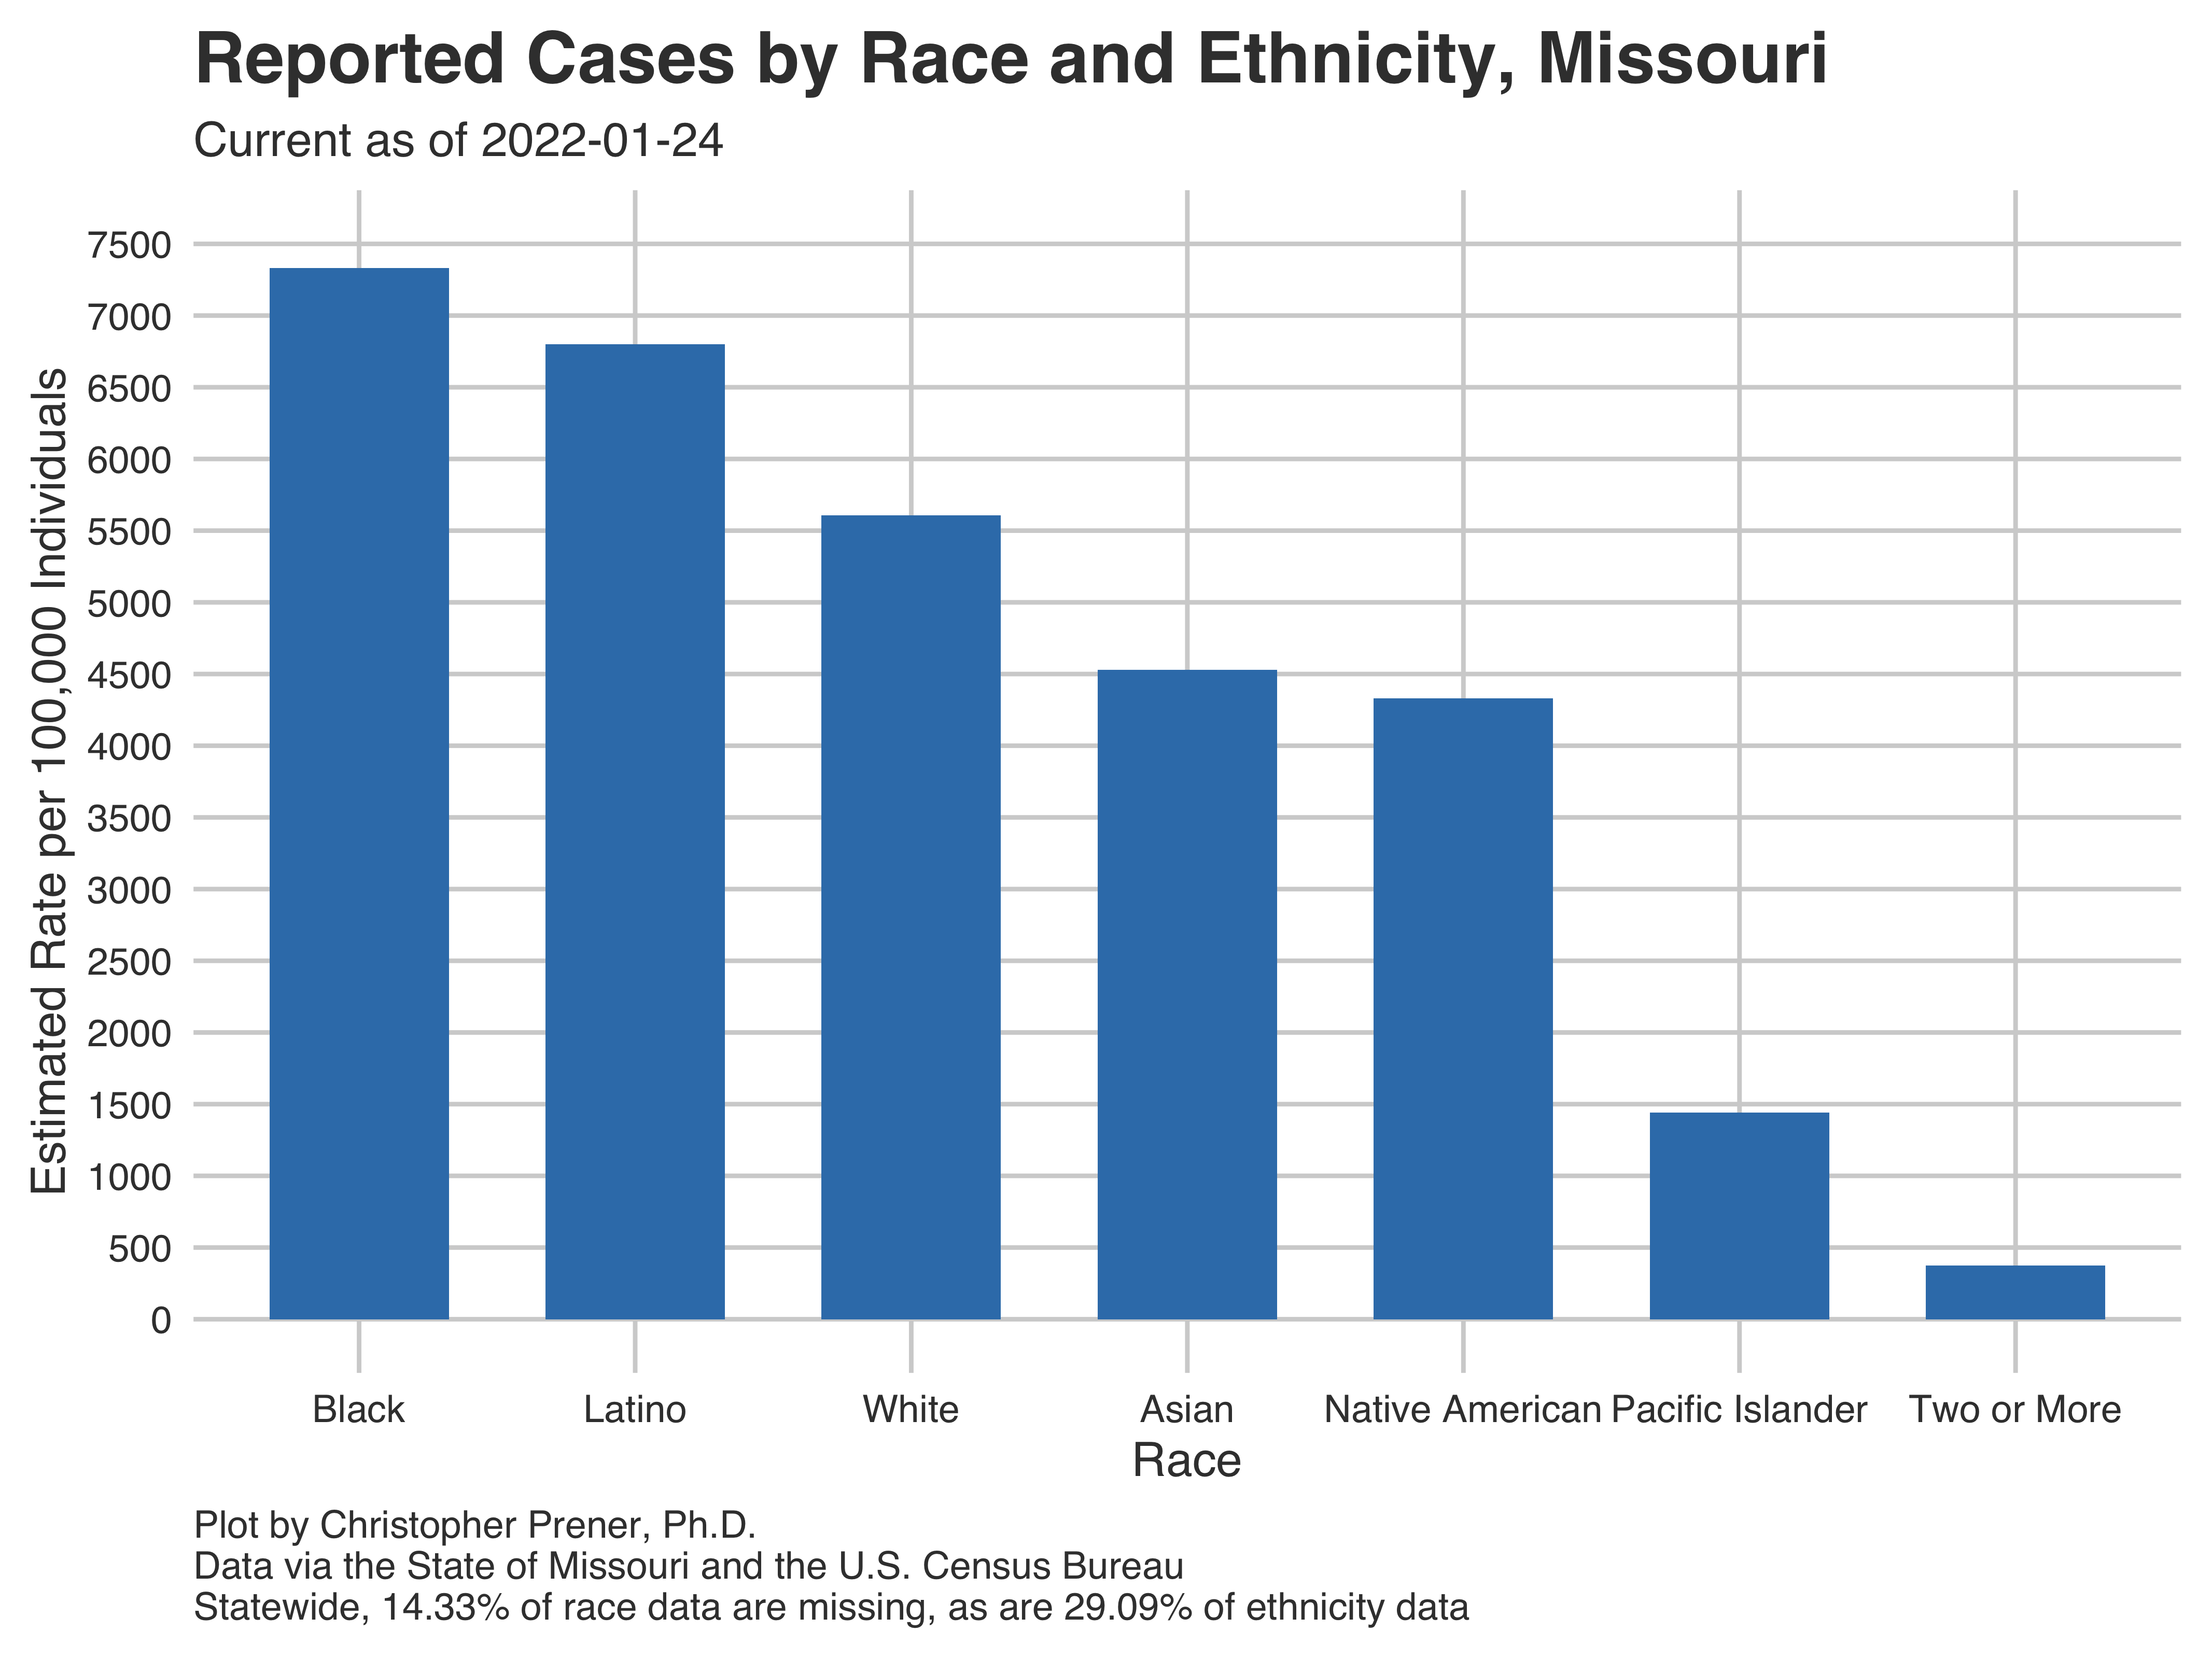 Reported Cases by Race and Ethnicity, Missouri
Current as of 2022-01-24
Estimated Rate per 100,000 Individuals
7500
7000
6500
6000
5500
5000
4500
4000
3500
3000
2500
2000
1500
1000
500
0
Black Latino White Asian Native American Pacific Islander Two or More
Race
Plot by Christopher Prener, Ph.D.
Data via the State of Missouri and the U.S. Census Bureau
Statewide, 14.33% of race data are missing, as are 29.09% of ethnicity data